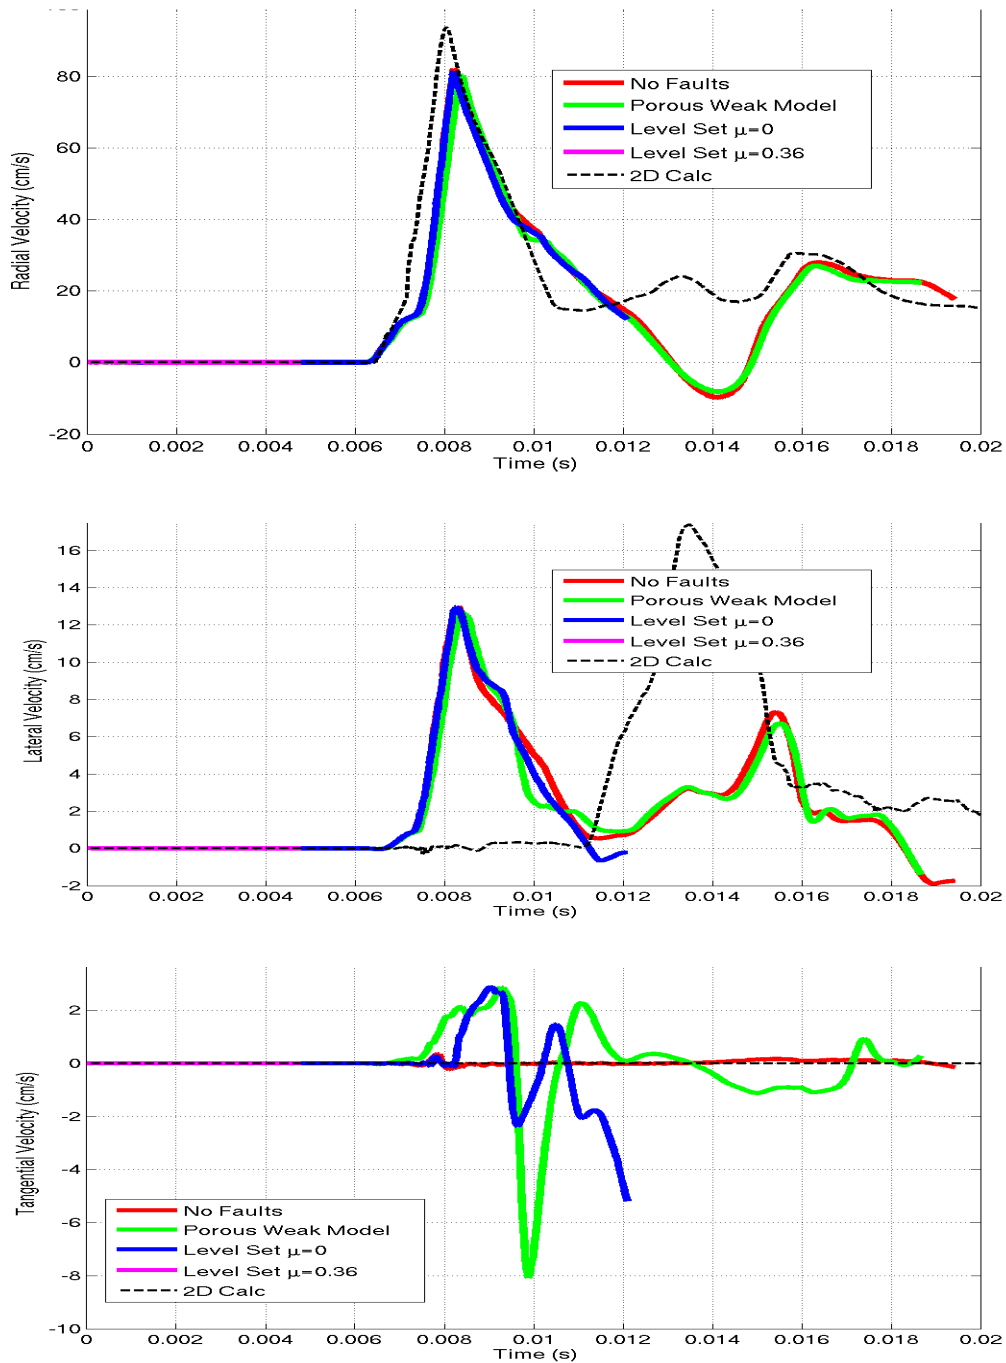 80
60
40
20
0
-20
Radial Velocity (cm/s)
No Faults
Porous Weak Model
Level Set μ=0
Level Set μ=0.36
2D Calc
0 0.002 0.004 0.006 0.008 0.01 0.012 0.014 0.016 0.018 0.02
Time (s)
16
14
12
10
8
6
4
2
0
-2
Lateral Velocity (cm/s)
No Faults
Porous Weak Model
Level Set μ=0
Level Set μ=0.36
2D Calc
0 0.002 0.004 0.006 0.008 0.01 0.012 0.014 0.016 0.018 0.02
Time (s)
2
0
-2
-4
-6
-8
-10
Tangential Velocity (cm/s)
No Faults
Porous Weak Model
Level Set μ=0
Level Set μ=0.36
2D Calc
0 0.002 0.004 0.006 0.008 0.01 0.012 0.014 0.016 0.018 0.02
Time (s)